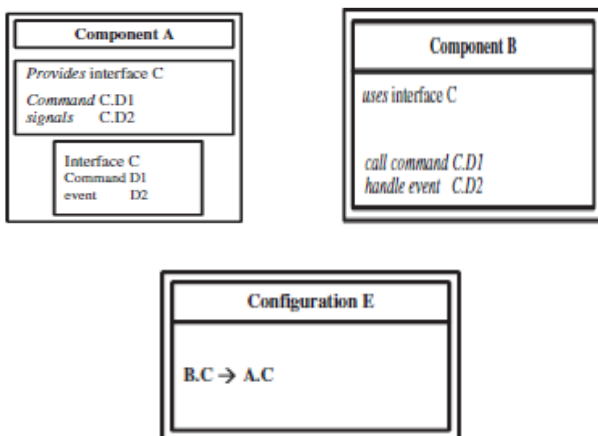 Component A
Provides interface C
Command C.D1
signals C.D2
Interface C
Command D1
event D2
Component B
uses interface C
call command C.D1
handle event C.D2
Configuration E
B.C → A.C